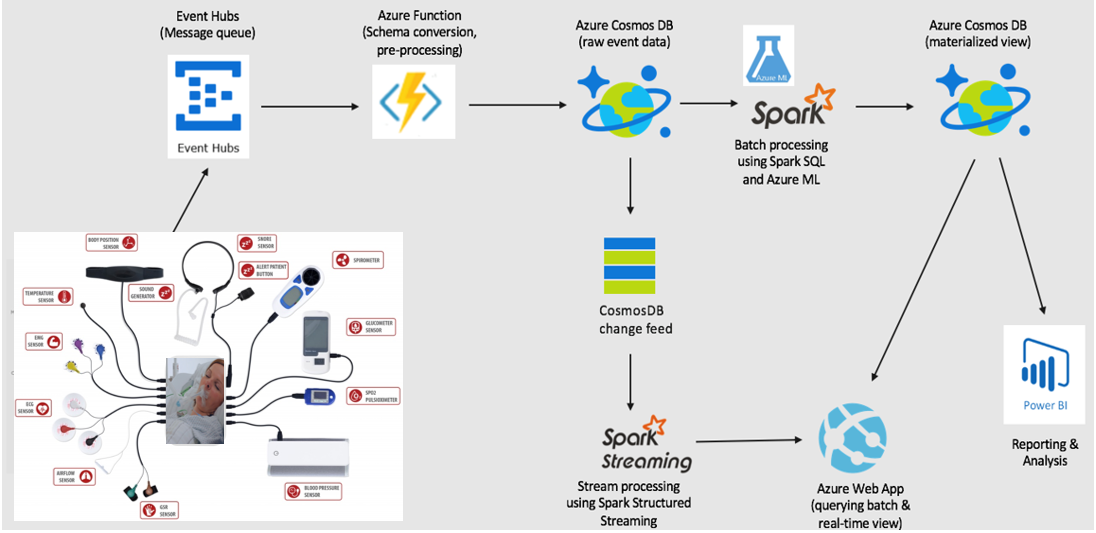 Event Hubs
(Message queue)
Event Hubs
Azure Function
(Schema conversion,
pre-processing)
Azure Cosmos DB
(raw event data)
Azure ML
Spark
Batch processing
using Spark SQL
and Azure ML
Azure Cosmos DB
(materialized view)
BODY POSITION
SENSOR
SNORE
SENSOR
ALERT PATIENT
BUTTON
SPIROMETER
TEMPERATURE
SENSOR
SOUND
GENERATOR
GLUCOMETER
SENSOR
EMG
SENSOR
SPO2
PULSIOXIMETER
ECG
SENSOR
AIRFLOW
SENSOR
BLOOD PRESSURE
SENSOR
GSR
SENSOR
CosmosDB
change feed
Spark
Streaming
Stream processing
using Spark Structured
Streaming
Azure Web App
(querying batch &
real-time view)
Power BI
Reporting &
Analysis